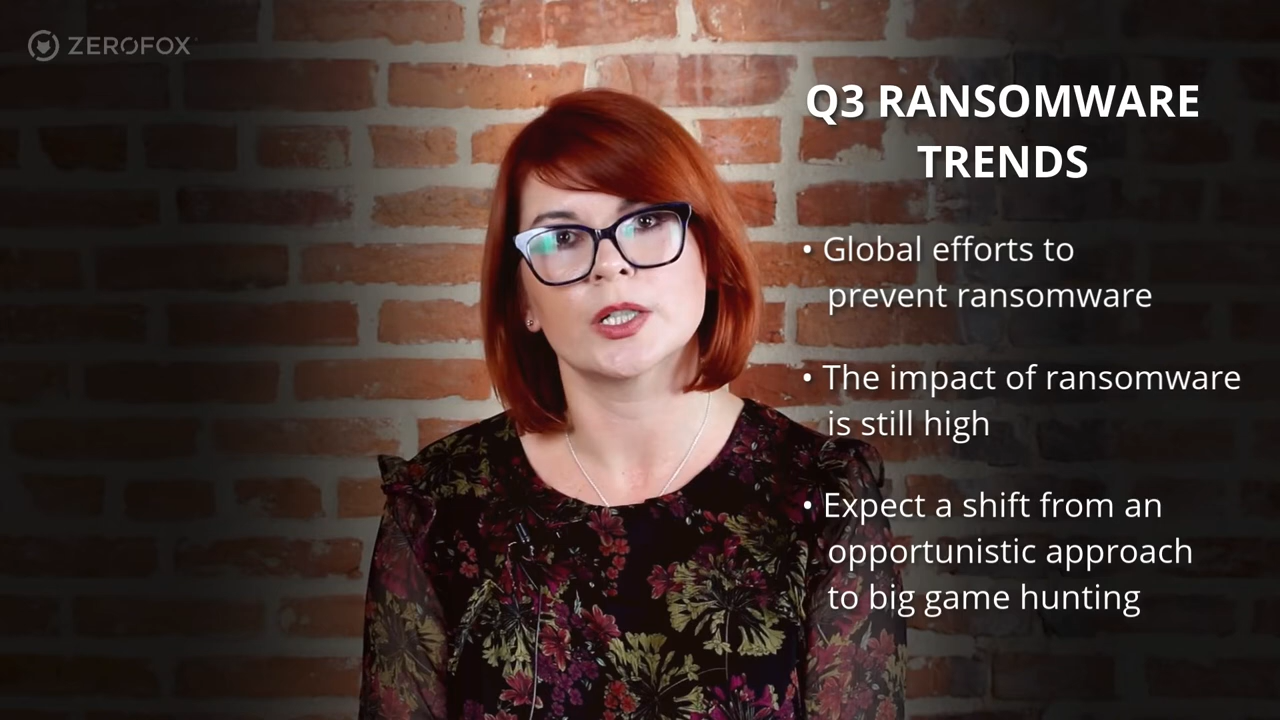 ZEROFOX
Q3 RANSOMWARE
TRENDS
• Global efforts to
prevent ransomware
• The impact of ransomware
is still high
• Expect a shift from an
opportunistic approach
to big game hunting